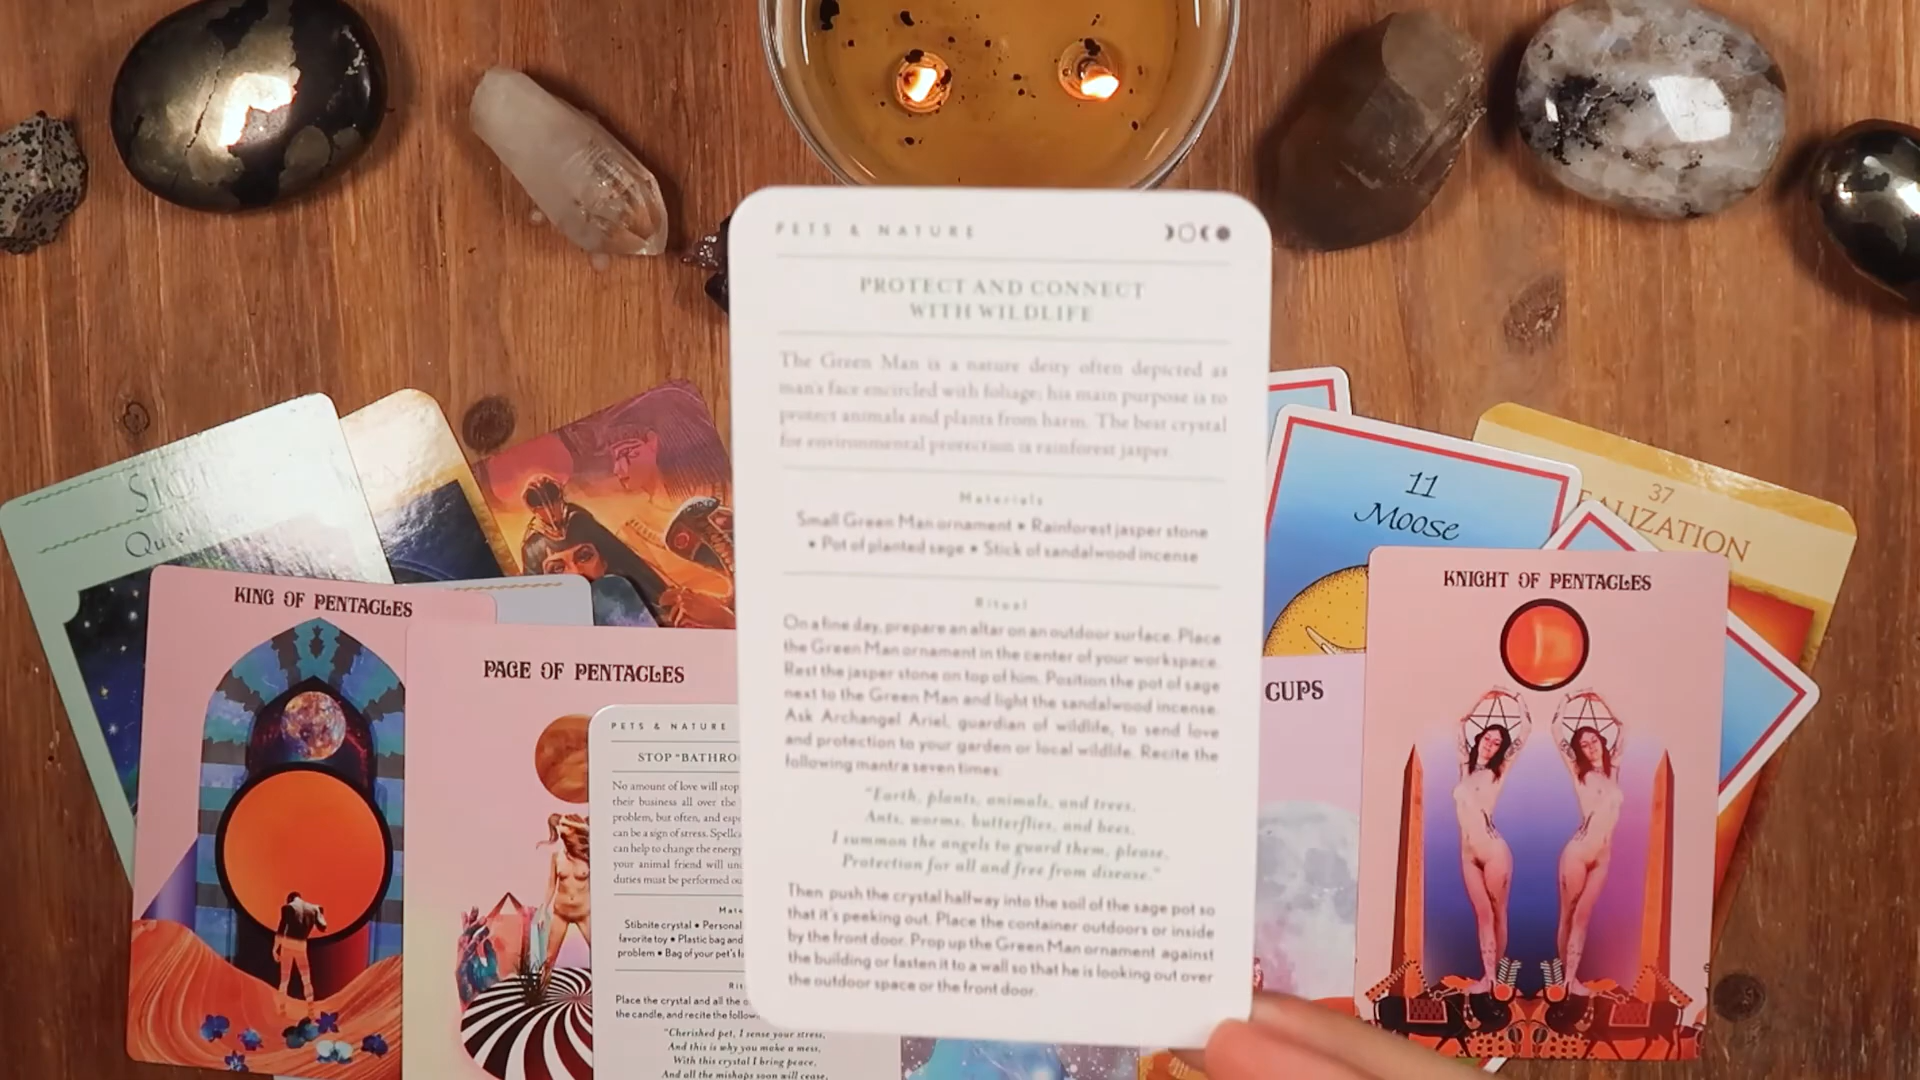 PETS & NATURE
PROTECT AND CONNECT
WITH WILDLIFE
The Green Man is a nature deity often depicted as
man's face encircled with foliage; his main purpose is to
protect animals and plants from harm. The best crystal
for environmental protection is rainforest jasper.
Materials
Small Green Man ornament • Rainforest jasper stone
• Pot of planted sage • Stick of sandalwood incense
Ritual
On a fine day, prepare an altar on an outdoor surface. Place
the Green Man ornament in the center of your workspace.
Rest the jasper stone on top of him. Position the pot of sage
next to the Green Man and light the sandalwood incense.
Ask Archangel Ariel, guardian of wildlife, to send love
and protection to your garden or local wildlife. Recite the
following mantra seven times:
"Earth, plants, animals, and trees,
Ants, worms, butterflies, and bees,
I summon the angels to guard them, please,
Protection for all and free from disease."
Then push the crystal halfway into the soil of the sage pot so
that it's peeking out. Place the container outdoors or inside
by the front door. Prop up the Green Man ornament against
the building or fasten it to a wall so that he is looking out over
the outdoor space or the front door.
KING OF PENTACLES
PAGE OF PENTACLES
PETS & NATURE
STOP "BATHRO
No amount of love will stop
their business all over the
problem, but often, and esp
can be a sign of stress. Spells
can help to change the energy
your animal friend will un
duties must be performed ou
Mate
Stibnite crystal • Personal
favorite toy • Plastic bag and
problem • Bag of your pet's f
Rit
Place the crystal and all the o
the candle, and recite the follow
"Cherished pet, I sense your stress,
And this is why you make a mess,
With this crystal I bring peace,
And all the mishaps soon will cease,
11
Moose
37
EALIZATION
CUPS
KNIGHT OF PENTACLES